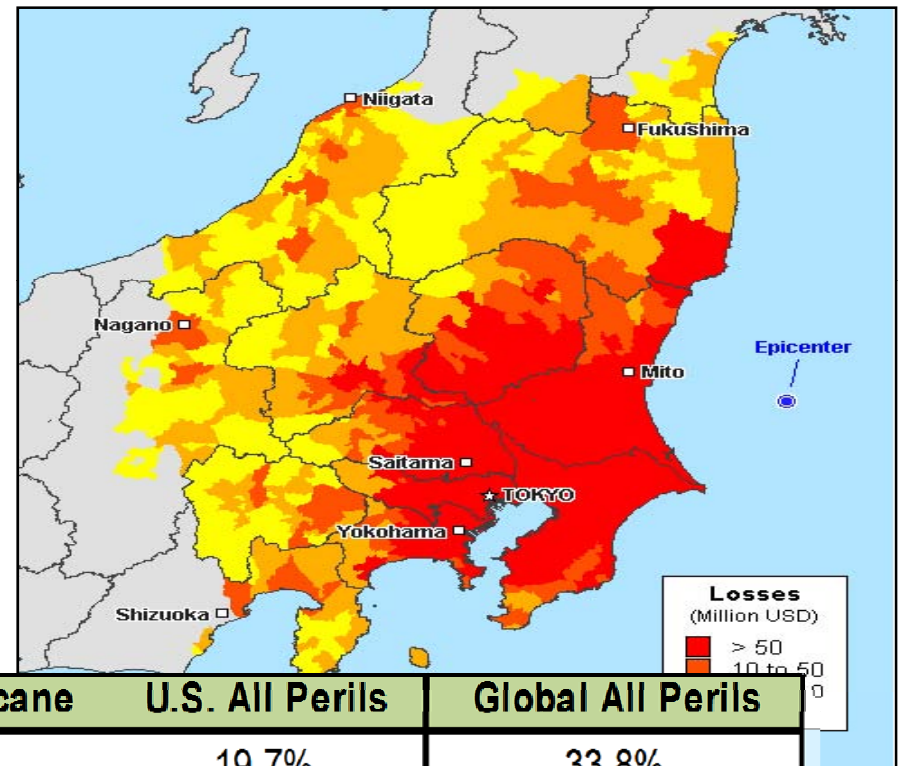 Niigata
Fukushima
Nagano
Epicenter
Mito
Saitama
TOKYO
Yokohama
Shizuoka
Losses
(Million USD)
> 50
10 to 50
0
cane U.S. All Perils Global All Perils
19.7% 33.8%